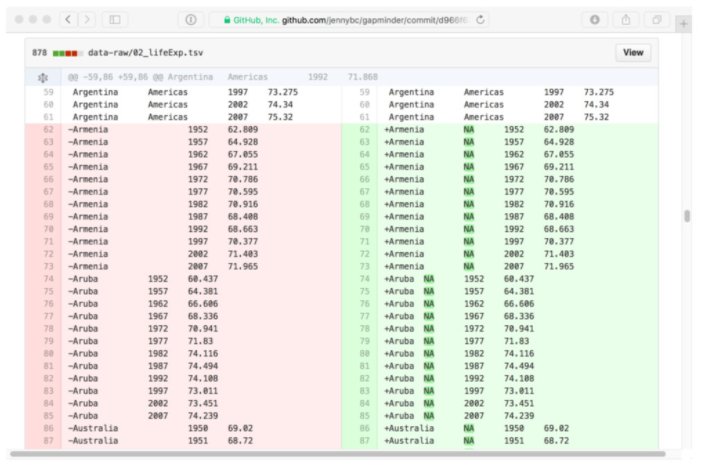 GitHub, Inc. github.com/jennybc/gapminder/commit/d966f6
878 data-raw/02_lifeExp.tsv View
@@ -59,86 +59,86 @@ Argentina Americas 1992 71.868
59 Argentina Americas 1997 73.275 59 Argentina Americas 1997 73.275
60 Argentina Americas 2002 74.34 60 Argentina Americas 2002 74.34
61 Argentina Americas 2007 75.32 61 Argentina Americas 2007 75.32
62 -Armenia 1952 62.809 62 +Armenia NA 1952 62.809
63 -Armenia 1957 64.928 63 +Armenia NA 1957 64.928
64 -Armenia 1962 67.055 64 +Armenia NA 1962 67.055
65 -Armenia 1967 69.211 65 +Armenia NA 1967 69.211
66 -Armenia 1972 70.786 66 +Armenia NA 1972 70.786
67 -Armenia 1977 70.595 67 +Armenia NA 1977 70.595
68 -Armenia 1982 70.916 68 +Armenia NA 1982 70.916
69 -Armenia 1987 68.408 69 +Armenia NA 1987 68.408
70 -Armenia 1992 68.663 70 +Armenia NA 1992 68.663
71 -Armenia 1997 70.377 71 +Armenia NA 1997 70.377
72 -Armenia 2002 71.403 72 +Armenia NA 2002 71.403
73 -Armenia 2007 71.965 73 +Armenia NA 2007 71.965
74 -Aruba 1952 60.437 74 +Aruba NA 1952 60.437
75 -Aruba 1957 64.381 75 +Aruba NA 1957 64.381
76 -Aruba 1962 66.606 76 +Aruba NA 1962 66.606
77 -Aruba 1967 68.336 77 +Aruba NA 1967 68.336
78 -Aruba 1972 70.941 78 +Aruba NA 1972 70.941
79 -Aruba 1977 71.83 79 +Aruba NA 1977 71.83
80 -Aruba 1982 74.116 80 +Aruba NA 1982 74.116
81 -Aruba 1987 74.494 81 +Aruba NA 1987 74.494
82 -Aruba 1992 74.108 82 +Aruba NA 1992 74.108
83 -Aruba 1997 73.011 83 +Aruba NA 1997 73.011
84 -Aruba 2002 73.451 84 +Aruba NA 2002 73.451
85 -Aruba 2007 74.239 85 +Aruba NA 2007 74.239
86 -Australia 1950 69.02 86 +Australia NA 1950 69.02
87 -Australia 1951 68.72 87 +Australia NA 1951 68.72